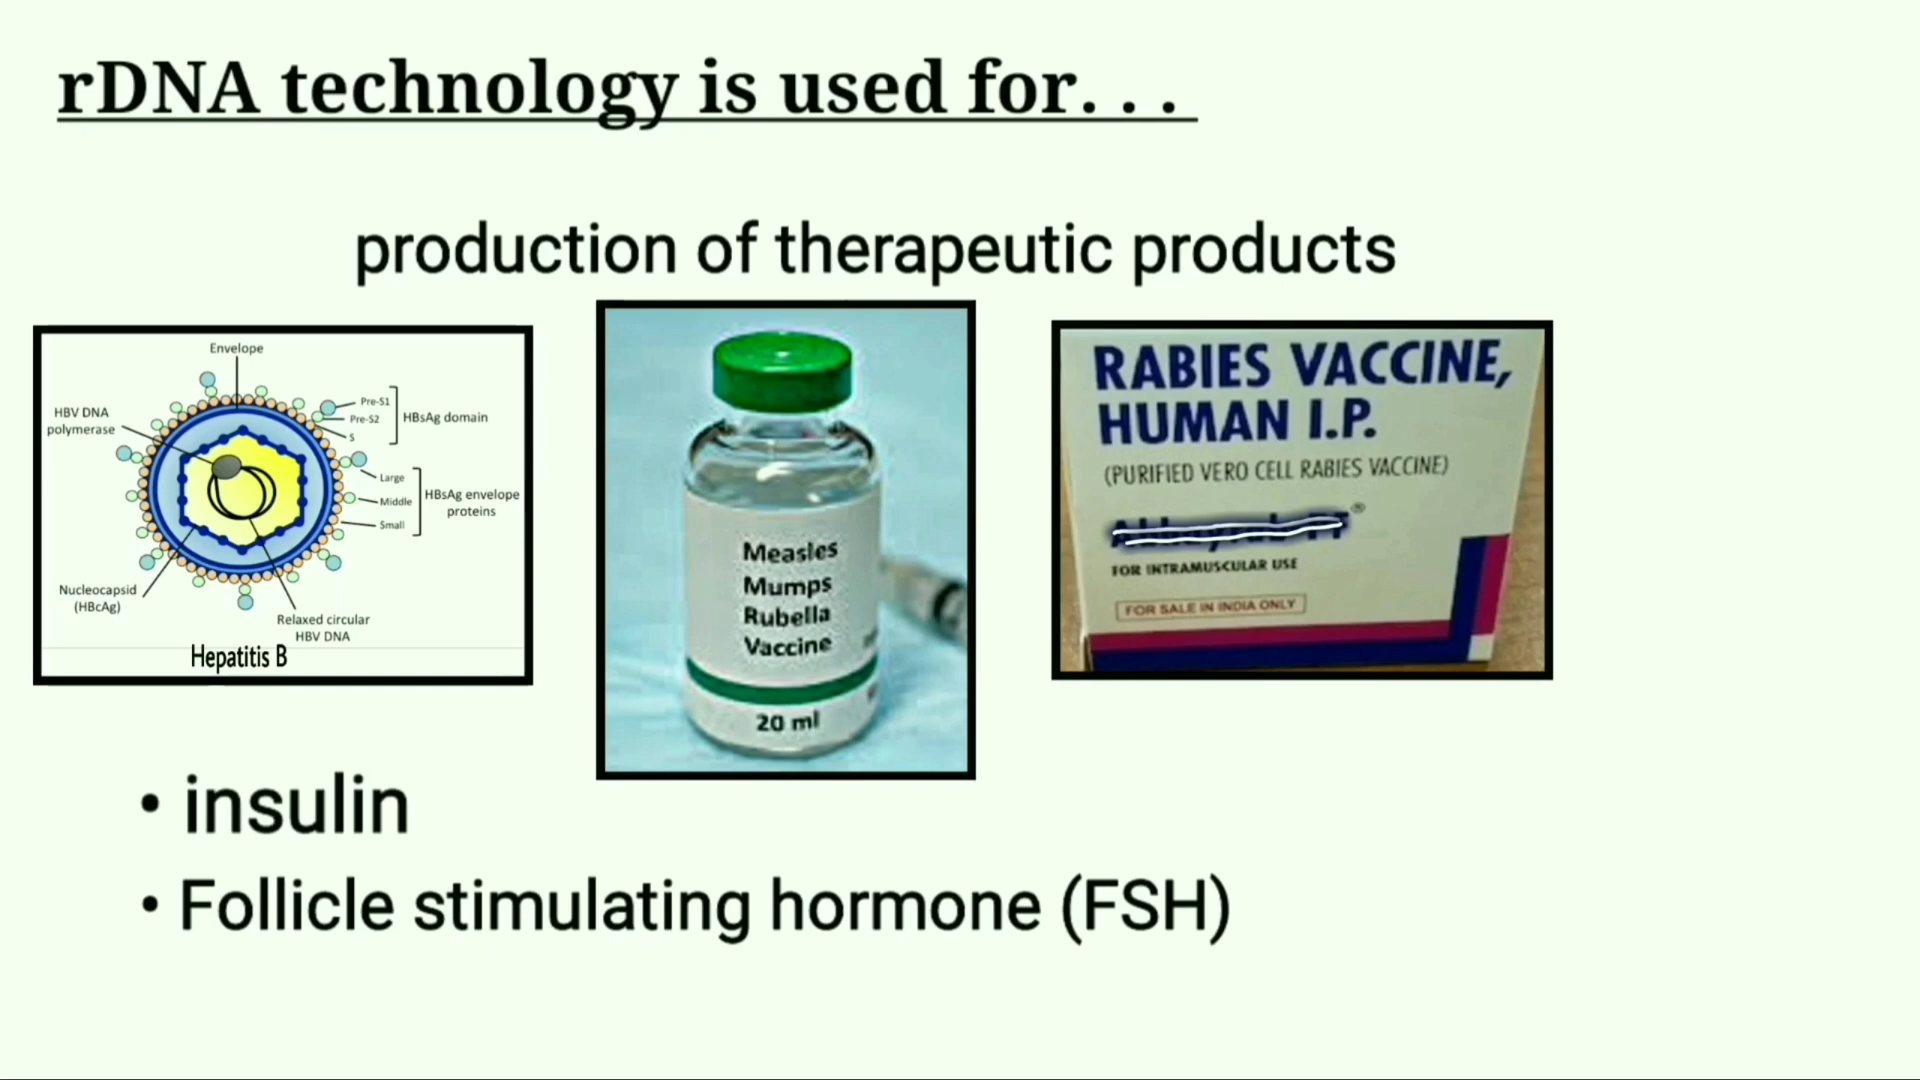 rDNA technology is used for. . .
production of therapeutic products
Envelope
HBV DNA
polymerase
Pre-S1
Pre-S2
S
HBsAg domain
Large
Middle
Small
HBsAg envelope
proteins
Nucleocapsid
(HBcAg)
Relaxed circular
HBV DNA
Hepatitis B
Measles
Mumps
Rubella
Vaccine
20 ml
RABIES VACCINE,
HUMAN I.P.
(PURIFIED VERO CELL RABIES VACCINE)
FOR INTRAMUSCULAR USE
FOR SALE IN INDIA ONLY
• insulin
• Follicle stimulating hormone (FSH)